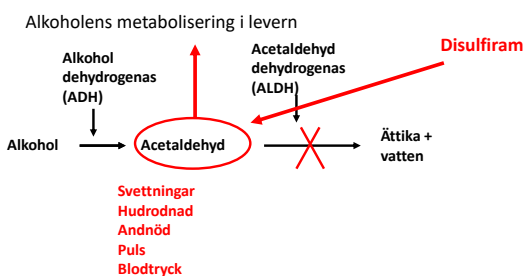 Alkoholens metabolisering i levern
Disulfiram
Alkohol
dehydrogenas
(ADH)
Acetaldehyd
dehydrogenas
(ALDH)
Alkohol
Acetaldehyd
Ättika +
vatten
Svettningar
Hudrodnad
Andnöd
Puls
Blodtryck